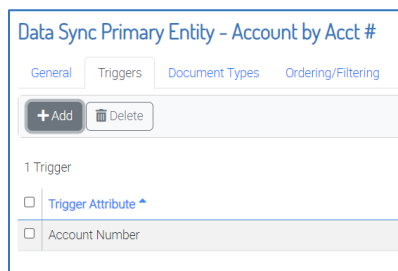 Data Sync Primary Entity - Account by Acct #
General Triggers Document Types Ordering/Filtering
+ Add Delete
1 Trigger
Trigger Attribute
Account Number